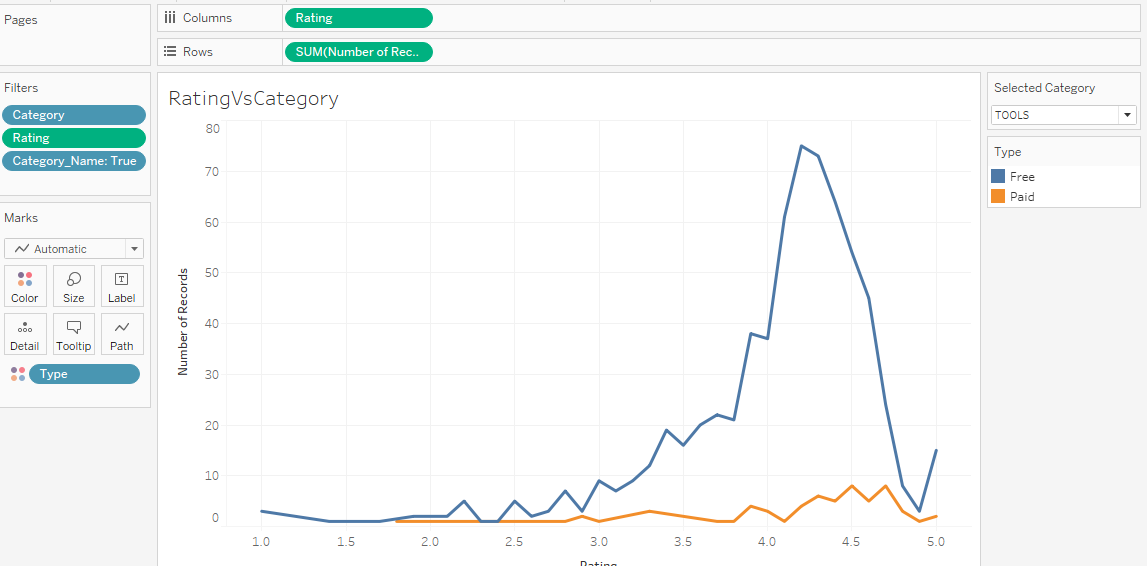 Pages
Columns
Rating
Rows
SUM(Number of Rec..
Filters
Category
Rating
Category_Name: True
Marks
Automatic
Color
Size
Label
Detail
Tooltip
Path
Type
RatingVsCategory
Number of Records
80
70
60
50
40
30
20
10
0
1.0
1.5
2.0
2.5
3.0
3.5
4.0
4.5
5.0
Rating
Selected Category
TOOLS
Type
Free
Paid